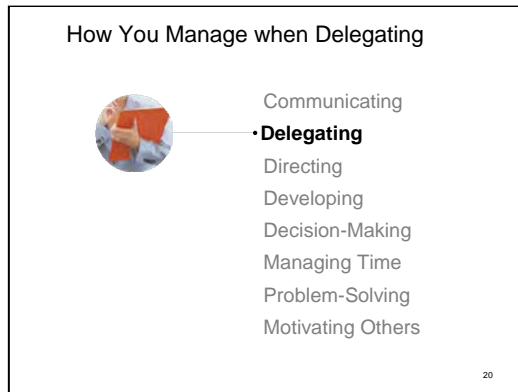 How You Manage when Delegating
Communicating
•Delegating
Directing
Developing
Decision-Making
Managing Time
Problem-Solving
Motivating Others
20